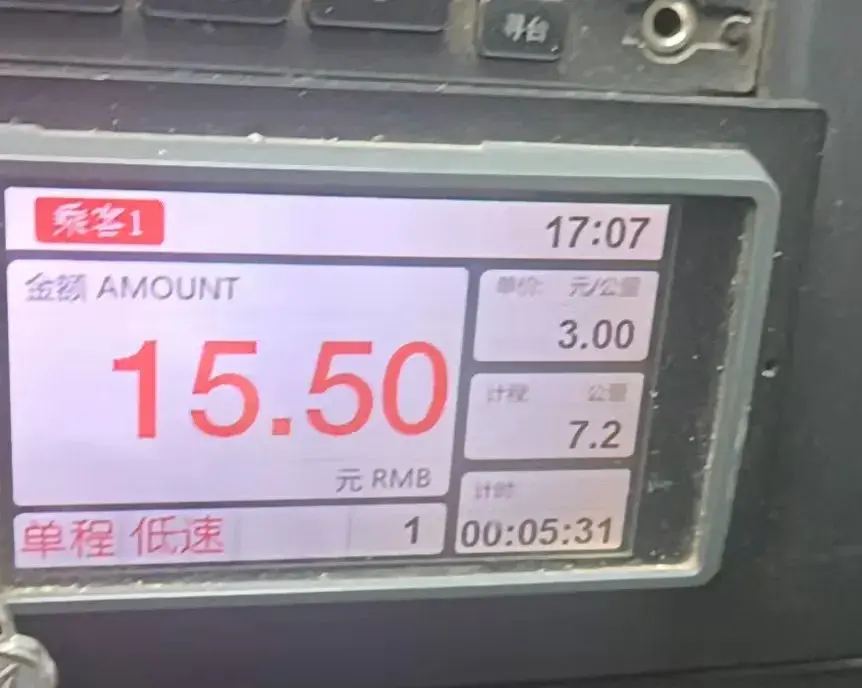 寻台
乘客1
17:07
金额 AMOUNT
15.50
元 RMB
单价: 元/公里
3.00
计程 公里
7.2
计时
00:05:31
单程 低速 1